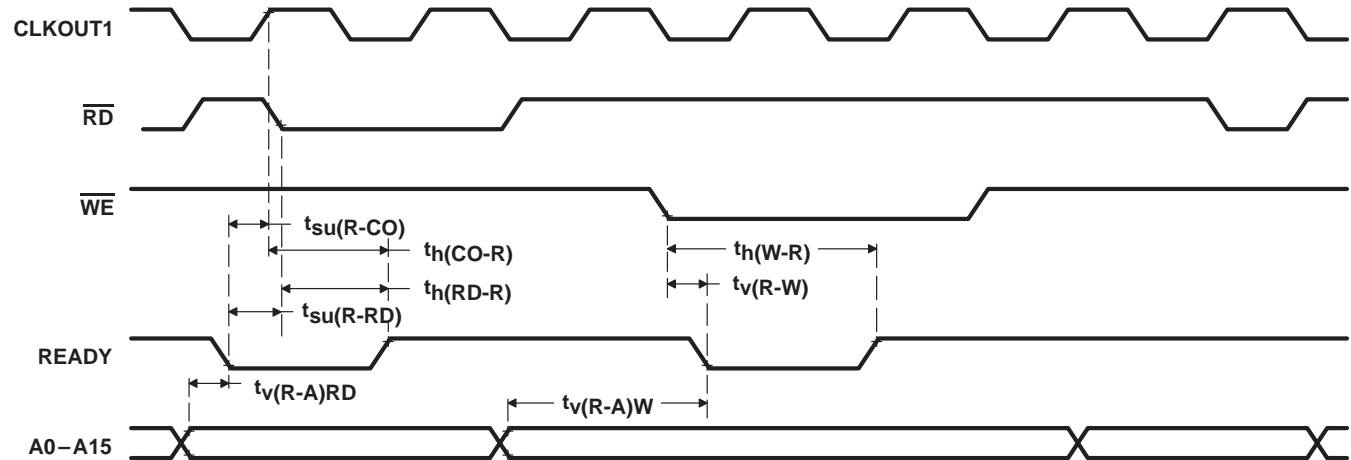 CLKOUT1
RD
WE
tsu(R-CO)
th(CO-R)
th(W-R)
th(RD-R)
tv(R-W)
tsu(R-RD)
READY
tv(R-A)RD
tv(R-A)W
A0–A15